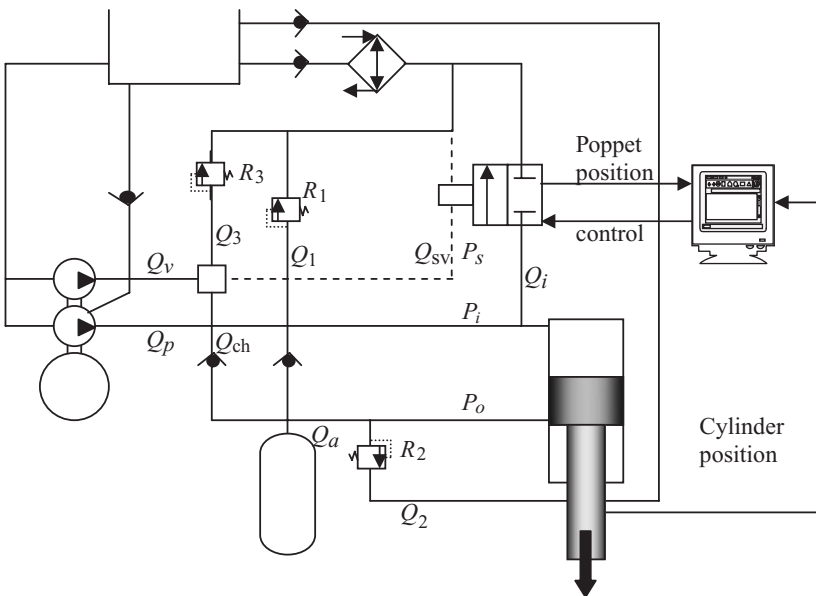 Poppet
position
R3
R1
Q3
Qv
Q1
Qsv
Ps
control
Qi
Pi
Qp
Qch
Po
Qa
R2
Cylinder
position
Q2